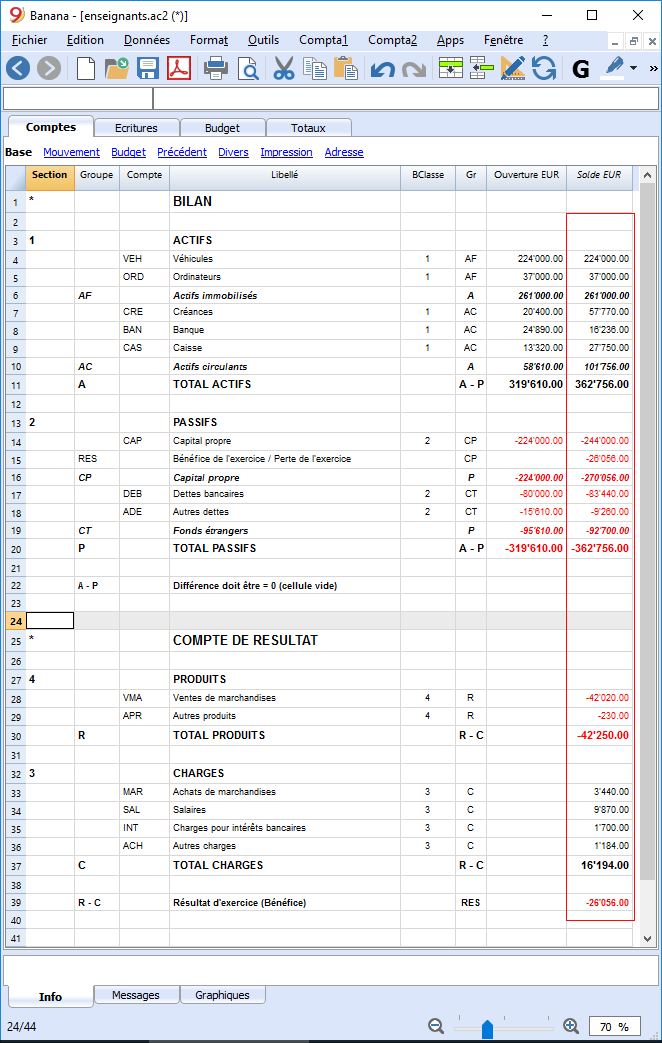 Banana - [enseignants.ac2 (*)]
Fichier Edition Données Format Outils Compta1 Compta2 Apps Fenêtre ?
G »
Comptes Ecritures Budget Totaux
Base Mouvement Budget Précédent Divers Impression Adresse
Section Groupe Compte Libellé BClasse Gr Ouverture EUR Solde EUR
1 * BILAN
2
3 1 ACTIFS
4 VEH Véhicules 1 AF 224'000.00 224'000.00
5 ORD Ordinateurs 1 AF 37'000.00 37'000.00
6 AF Actifs immobilisés A 261'000.00 261'000.00
7 CRE Créances 1 AC 20'400.00 57'770.00
8 BAN Banque 1 AC 24'890.00 16'236.00
9 CAS Caisse 1 AC 13'320.00 27'750.00
10 AC Actifs circulants A 58'610.00 101'756.00
11 A TOTAL ACTIFS A - P 319'610.00 362'756.00
12
13 2 PASSIFS
14 CAP Capital propre 2 CP -224'000.00 -244'000.00
15 RES Bénéfice de l'exercice / Perte de l'exercice CP -26'056.00
16 CP Capital propre P -224'000.00 -270'056.00
17 DEB Dettes bancaires 2 CT -80'000.00 -83'440.00
18 ADE Autres dettes 2 CT -15'610.00 -9'260.00
19 CT Fonds étrangers P -95'610.00 -92'700.00
20 P TOTAL PASSIFS A - P -319'610.00 -362'756.00
21
22 A - P Différence doit être = 0 (cellule vide)
23
24
25 * COMPTE DE RESULTAT
26
27 4 PRODUITS
28 VMA Ventes de marchandises 4 R -42'020.00
29 APR Autres produits 4 R -230.00
30 R TOTAL PRODUITS R - C -42'250.00
31
32 3 CHARGES
33 MAR Achats de marchandises 3 C 3'440.00
34 SAL Salaires 3 C 9'870.00
35 INT Charges pour intérêts bancaires 3 C 1'700.00
36 ACH Autres charges 3 C 1'184.00
37 C TOTAL CHARGES R - C 16'194.00
38
39 R - C Résultat d'exercice (Bénéfice) RES -26'056.00
40
41
Info Messages Graphiques
24/44 70 %